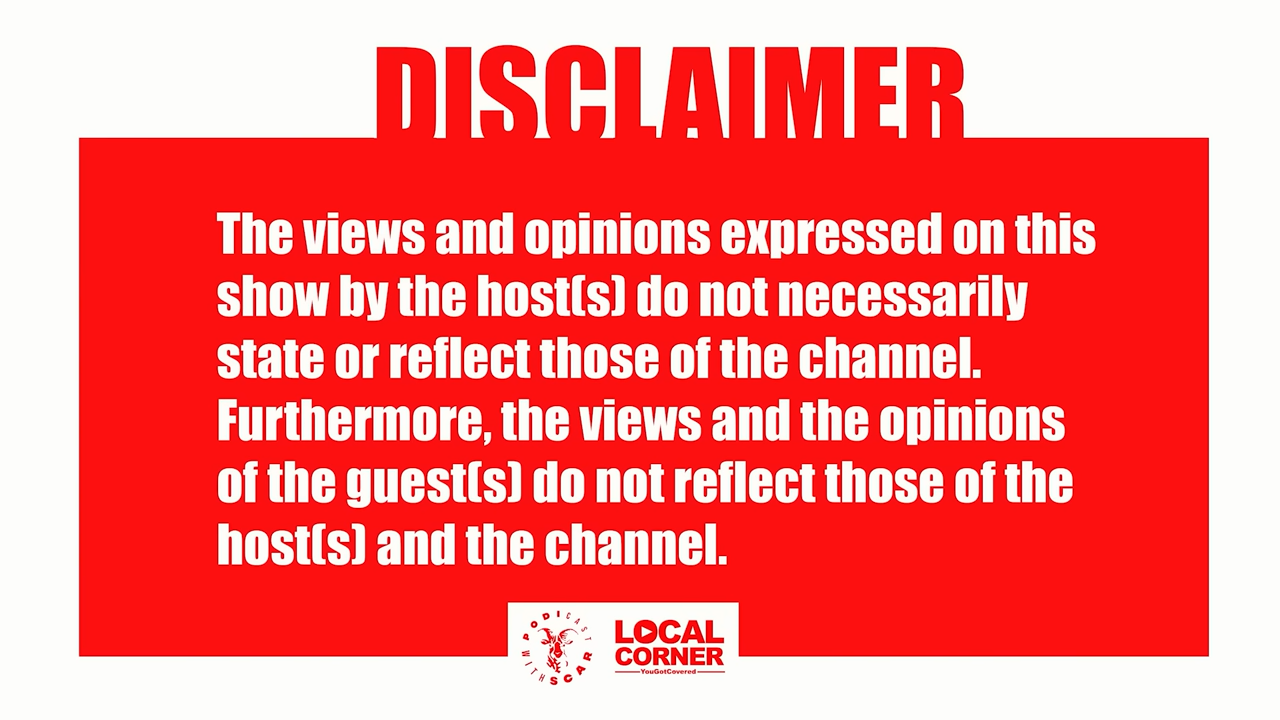 DISCLAIMER
The views and opinions expressed on this
show by the host(s) do not necessarily
state or reflect those of the channel.
Furthermore, the views and the opinions
of the guest(s) do not reflect those of the
host(s) and the channel.
PODICAST WITH SCAR
LOCAL
CORNER
YouGotCovered